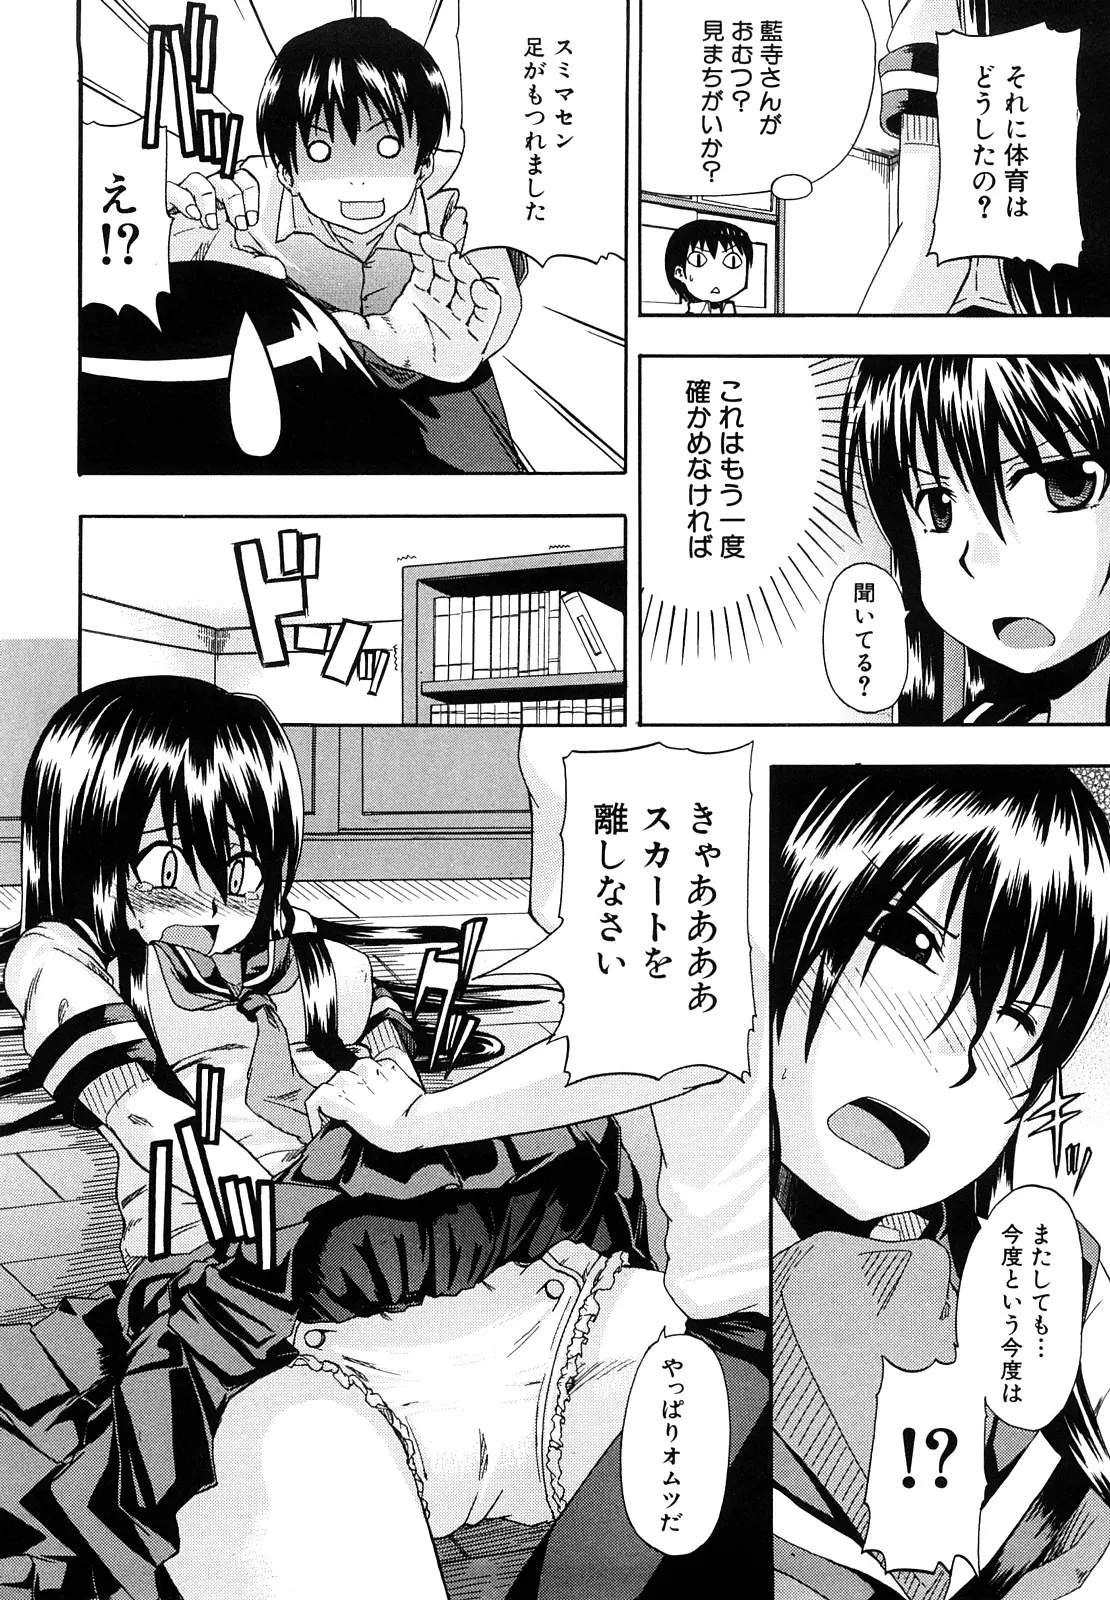 それに体育は
どうしたの？
藍寺さんが
おむつ？
見まちがいか？
スミマセン
足がもつれました
え!?
これはもう一度
確かめなければ
聞いてる？
ドドッ
きゃああああ
スカートを
離しなさい
またしても…
今度という今度は
!?
キッ
やっぱりオムツだ